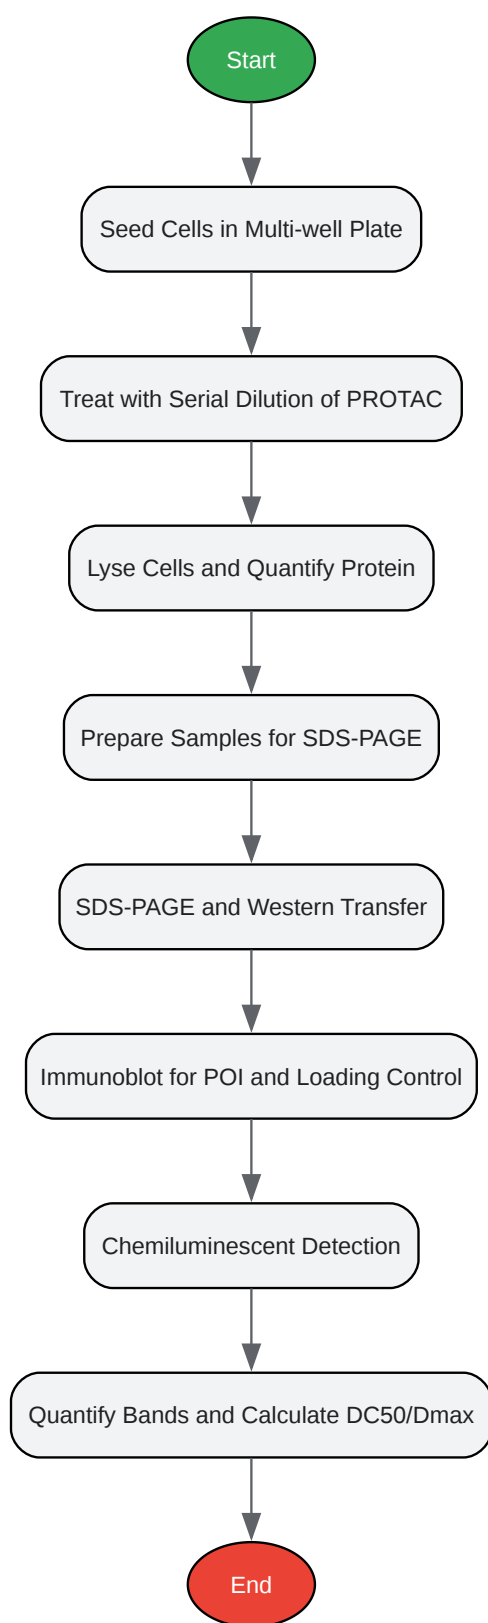 Start
Seed Cells in Multi-well Plate
Treat with Serial Dilution of PROTAC
Lyse Cells and Quantify Protein
Prepare Samples for SDS-PAGE
SDS-PAGE and Western Transfer
Immunoblot for POI and Loading Control
Chemiluminescent Detection
Quantify Bands and Calculate DC50/Dmax
End